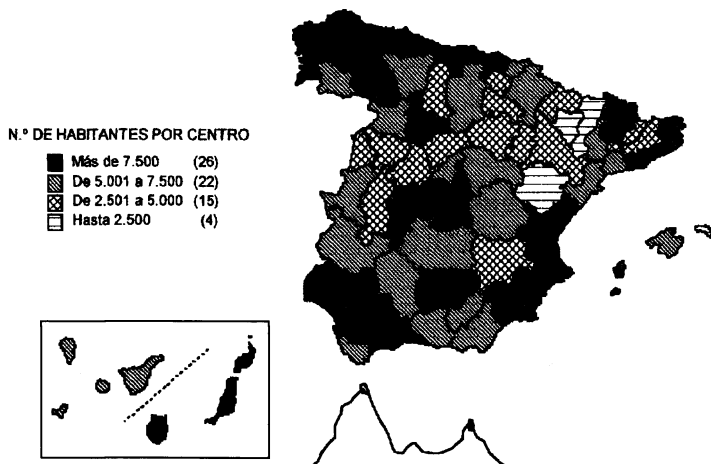 N.º DE HABITANTES POR CENTRO
Más de 7.500 (26)
De 5.001 a 7.500 (22)
De 2.501 a 5.000 (15)
Hasta 2.500 (4)